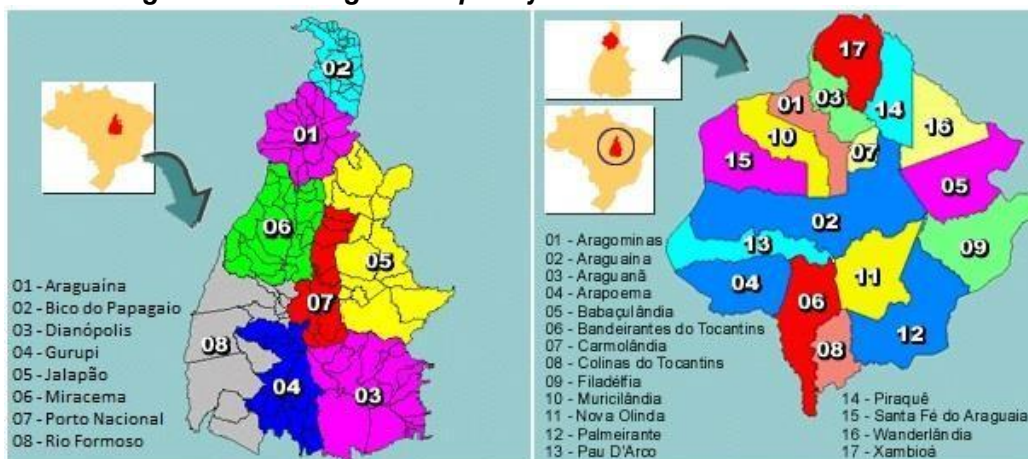 02
01
06
05
07
08
04
03
01 - Araguaína
02 - Bico do Papagaio
03 - Dianópolis
04 - Gurupi
05 - Jalapão
06 - Miracema
07 - Porto Nacional
08 - Rio Formoso
17
03
01
14
16
10
07
15
05
02
13
09
11
04
06
12
08
01 - Aragominas
02 - Araguaína
03 - Araguanã
04 - Arapoema
05 - Babaçulândia
06 - Bandeirantes do Tocantins
07 - Carmolândia
08 - Colinas do Tocantins
09 - Filadélfia
10 - Muricilândia
11 - Nova Olinda
12 - Palmeirante
13 - Pau D'Arco
14 - Piraquê
15 - Santa Fé do Araguaia
16 - Wanderlândia
17 - Xambioá